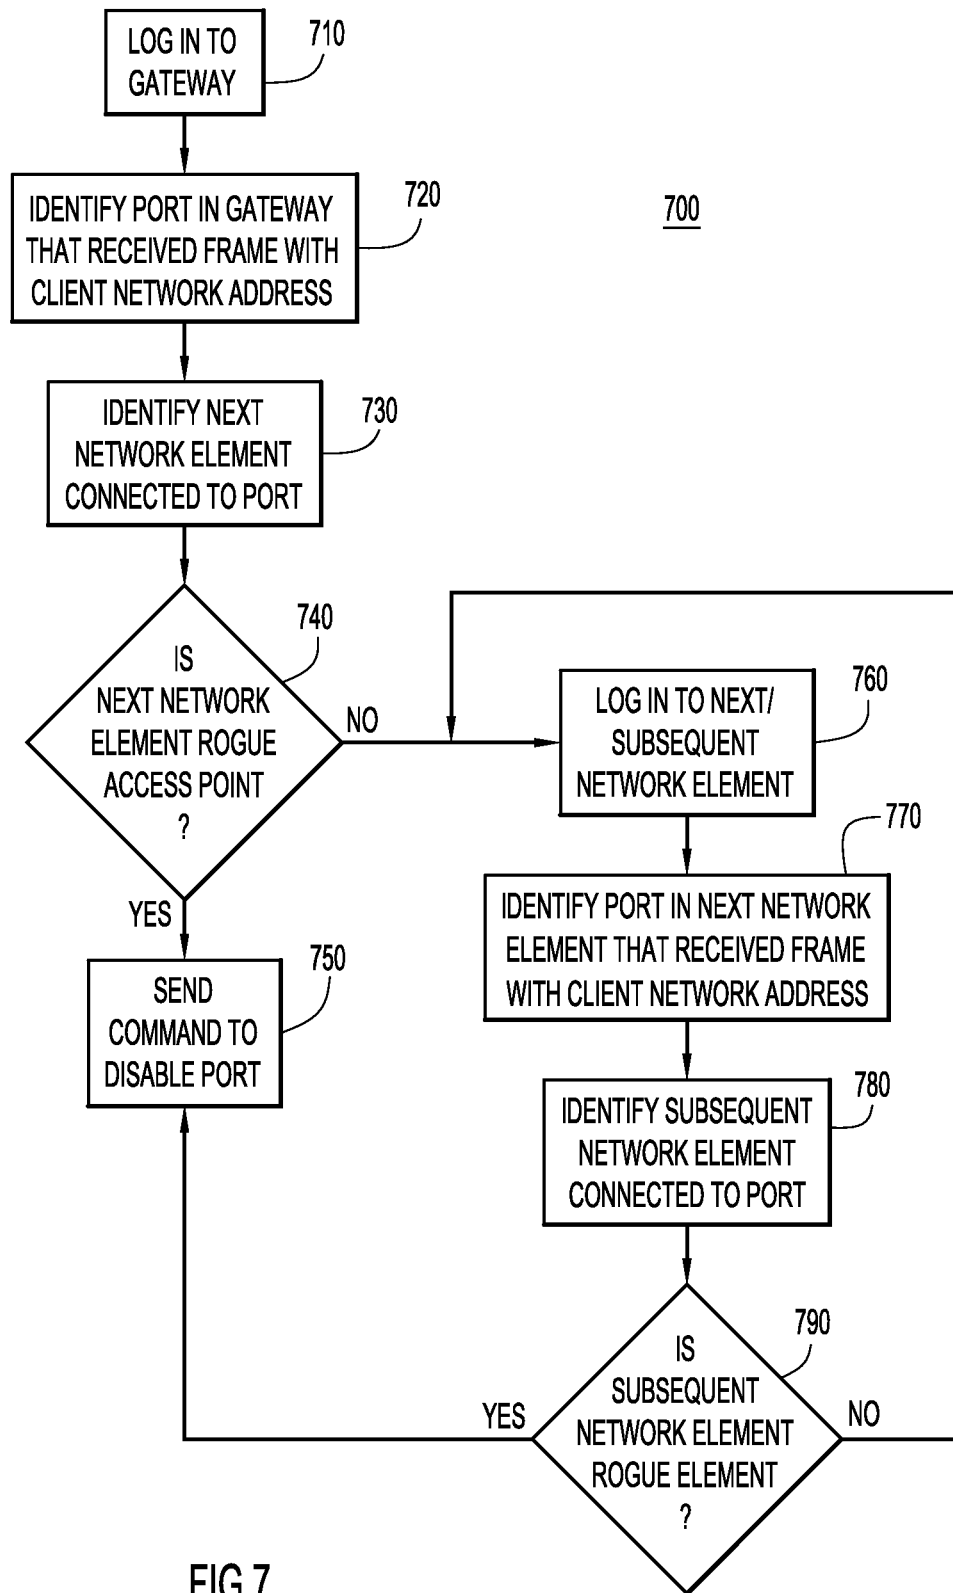 LOG IN TO
GATEWAY
710
IDENTIFY PORT IN GATEWAY
THAT RECEIVED FRAME WITH
CLIENT NETWORK ADDRESS
720
700
IDENTIFY NEXT
NETWORK ELEMENT
CONNECTED TO PORT
730
IS
NEXT NETWORK
ELEMENT ROGUE
ACCESS POINT
?
740
NO
YES
LOG IN TO NEXT/
SUBSEQUENT
NETWORK ELEMENT
760
IDENTIFY PORT IN NEXT NETWORK
ELEMENT THAT RECEIVED FRAME
WITH CLIENT NETWORK ADDRESS
770
SEND
COMMAND TO
DISABLE PORT
750
IDENTIFY SUBSEQUENT
NETWORK ELEMENT
CONNECTED TO PORT
780
IS
SUBSEQUENT
NETWORK ELEMENT
ROGUE ELEMENT
?
790
YES
NO
FIG.7